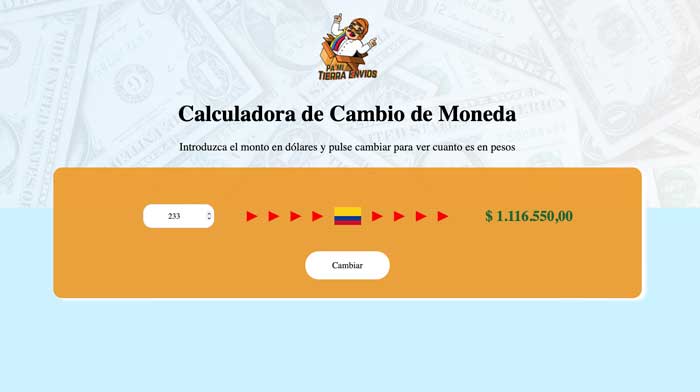 PA MI
TIERRA ENVIOS
Calculadora de Cambio de Moneda
Introduzca el monto en dólares y pulse cambiar para ver cuanto es en pesos
233
$ 1.116.550,00
Cambiar